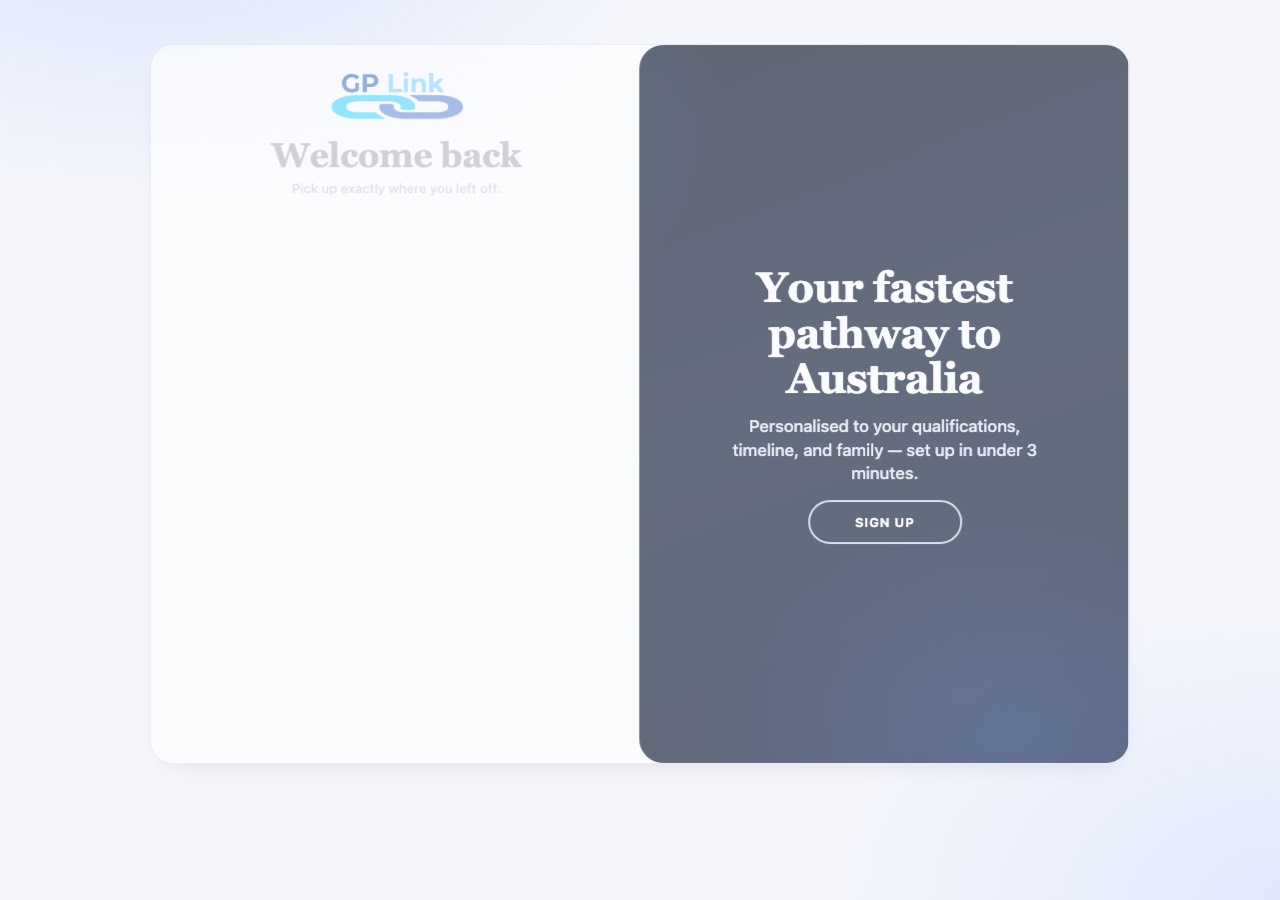 GP Link
Welcome back
Pick up exactly where you left off.
Your fastest
pathway to
Australia
Personalised to your qualifications,
timeline, and family — set up in under 3
minutes.
SIGN UP